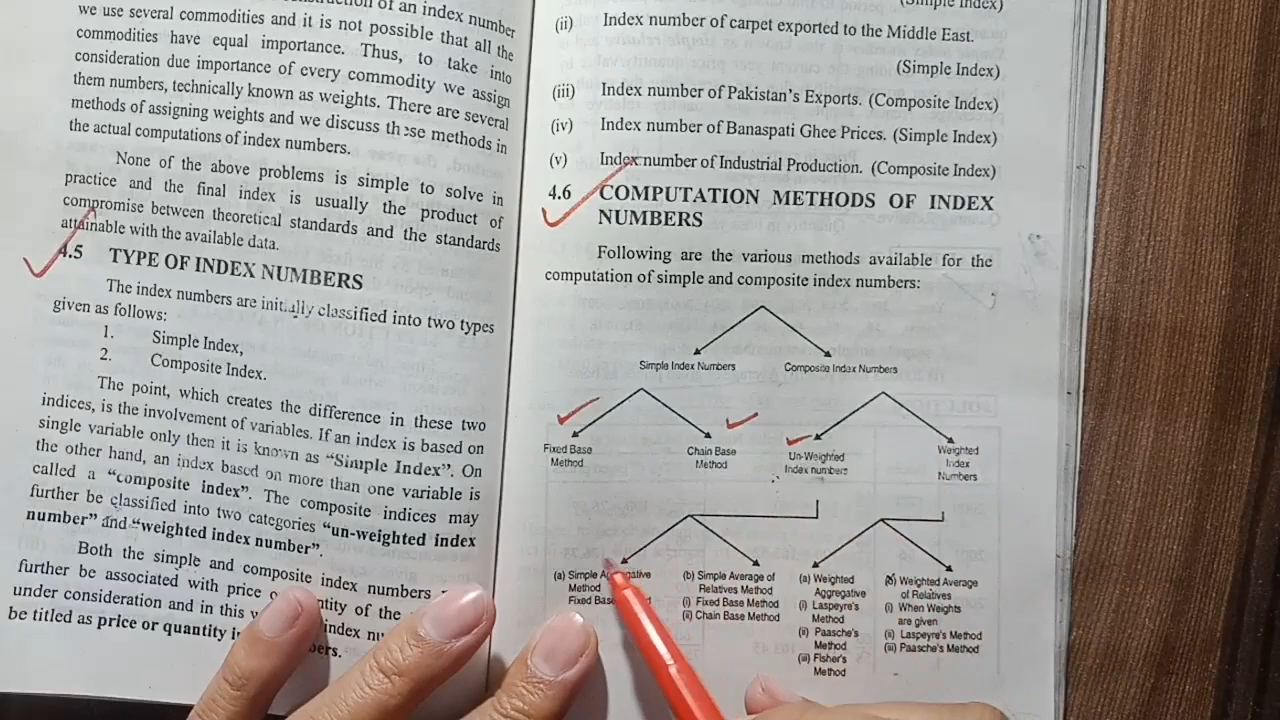 of an index number
we use several commodities and it is not possible that all the
commodities have equal importance. Thus, to take into
consideration due importance of every commodity we assign
them numbers, technically known as weights. There are several
methods of assigning weights and we discuss these methods in
the actual computations of index numbers.
None of the above problems is simple to solve in
practice and the final index is usually the product of
compromise between theoretical standards and the standards
attainable with the available data.
4.5 TYPE OF INDEX NUMBERS
The index numbers are initially classified into two types
given as follows:
1. Simple Index,
2. Composite Index.
The point, which creates the difference in these two
indices, is the involvement of variables. If an index is based on
single variable only then it is known as “Simple Index”. On
the other hand, an index based on more than one variable is
called a “composite index”. The composite indices may
further be classified into two categories “un-weighted index
number” and “weighted index number”.
Both the simple and composite index numbers
further be associated with price of the
under consideration and in this index
be titled as price or quantity
(Simple Index)
(ii) Index number of carpet exported to the Middle East.
(Simple Index)
(iii) Index number of Pakistan's Exports. (Composite Index)
(iv) Index number of Banaspati Ghee Prices. (Simple Index)
(v) Index number of Industrial Production. (Composite Index)
4.6 COMPUTATION METHODS OF INDEX
NUMBERS
Following are the various methods available for the
computation of simple and composite index numbers:
Simple Index Numbers
Composite Index Numbers
Fixed Base
Method
Chain Base
Method
Un-Weighted
Index numbers
Weighted
Index
Numbers
(a) Simple Aggregative
Method
Fixed
(b) Simple Average of
Relatives Method
(i) Fixed Base Method
(ii) Chain Base Method
(a) Weighted
Aggregative
(i) Laspeyre's
Method
(ii) Paasche's
Method
(iii) Fisher's
Method
Weighted Average
of Relatives
(i) When Weights
are given
(ii) Laspeyre's Method
(iii) Paasche's Method